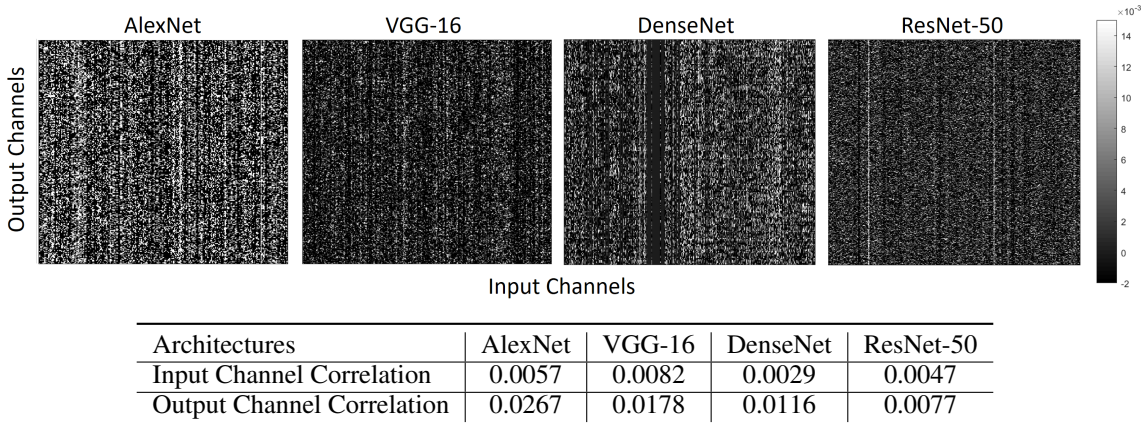 AlexNet VGG-16 DenseNet ResNet-50
×10⁻³
14
12
10
8
6
4
2
0
-2
Output Channels
Input Channels
Architectures AlexNet VGG-16 DenseNet ResNet-50
Input Channel Correlation 0.0057 0.0082 0.0029 0.0047
Output Channel Correlation 0.0267 0.0178 0.0116 0.0077